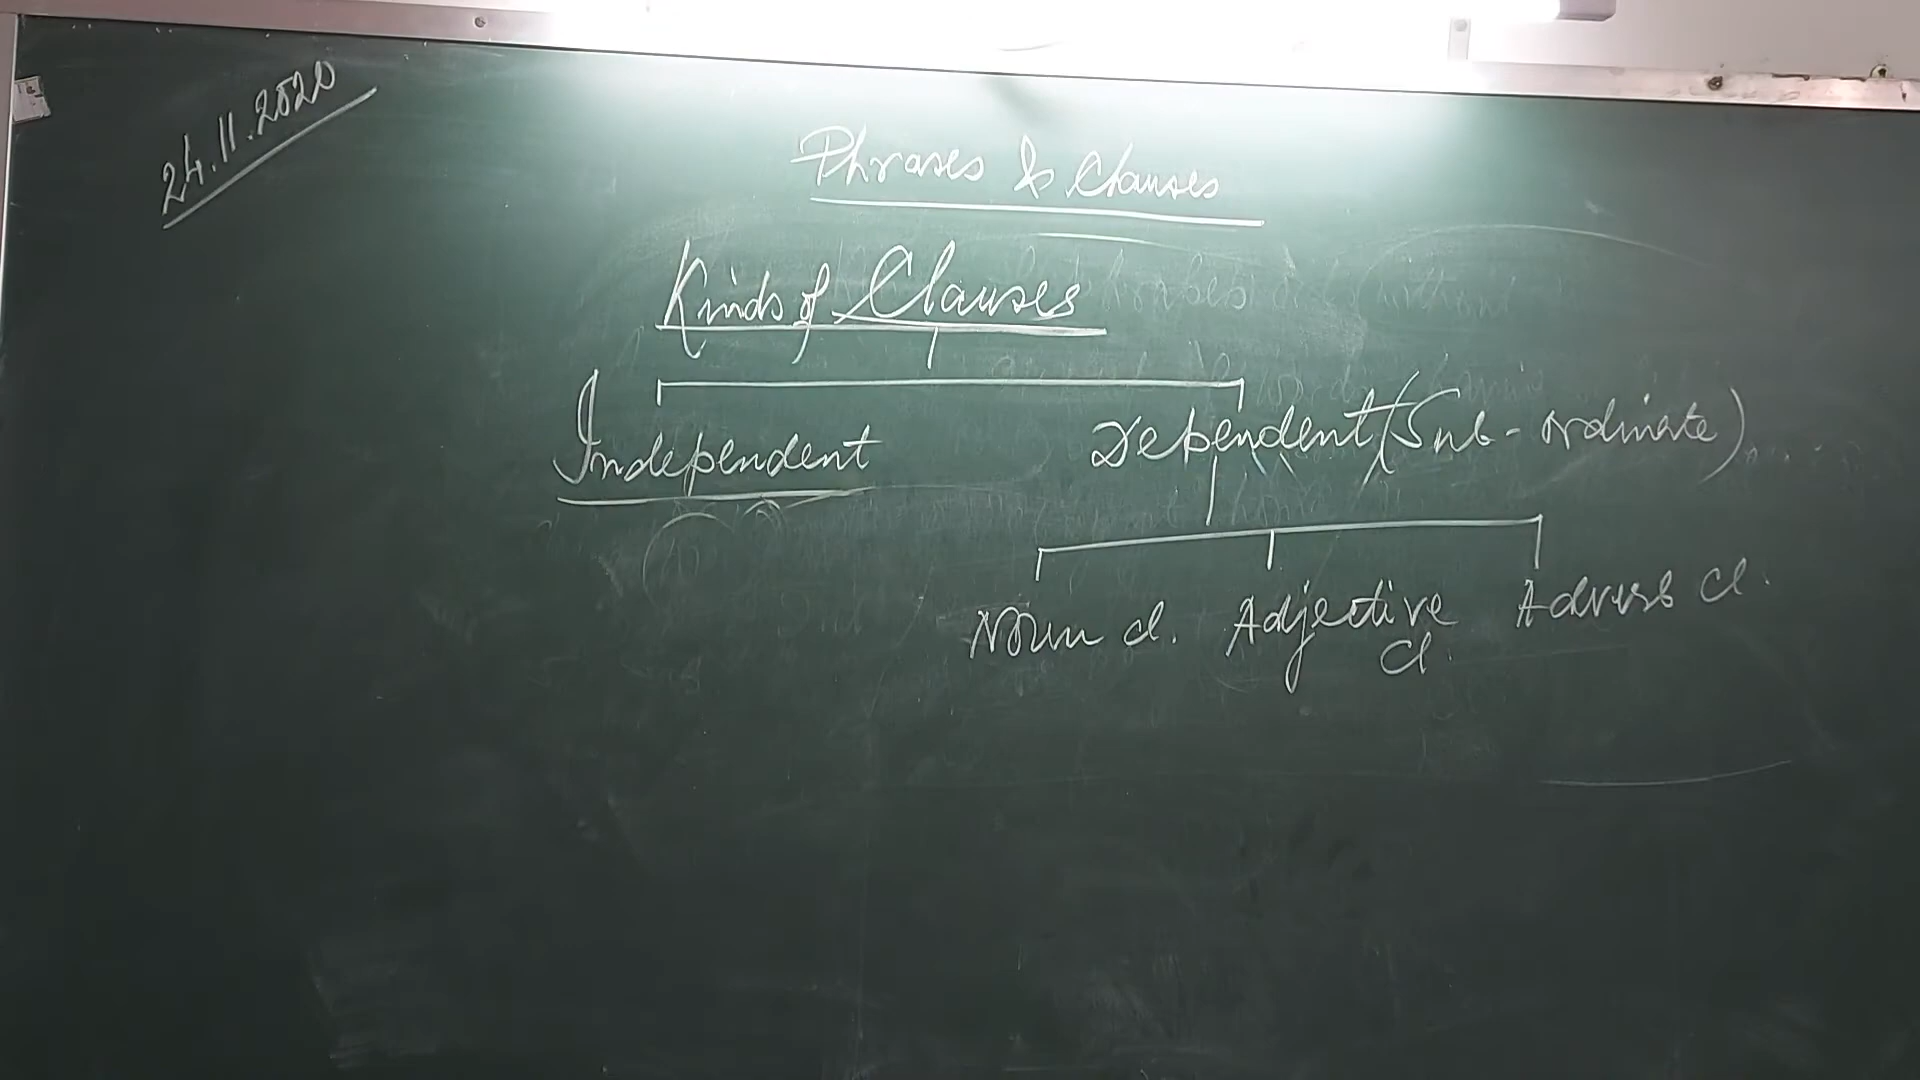 24.11.2020
Phrases & Clauses
Kinds of Clauses
Independent
Dependent (Sub-ordinate)
Noun cl. Adjective Cl. Adverb Cl.